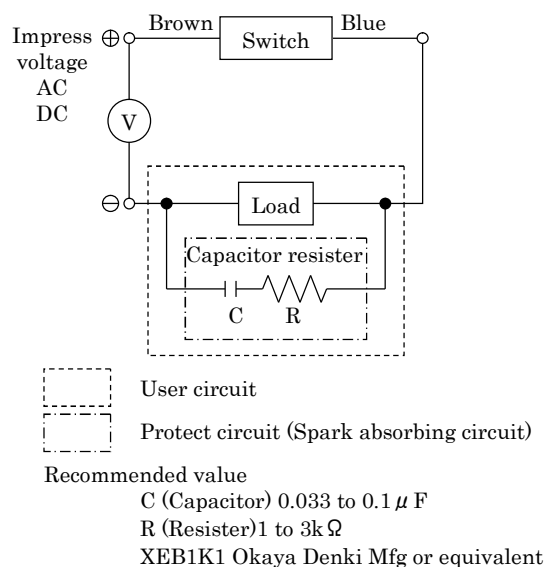 Impress
voltage
AC
DC
⊕
Brown
Switch
Blue
V
⊖
Load
Capacitor resister
C
R
User circuit
Protect circuit (Spark absorbing circuit)
Recommended value
C (Capacitor) 0.033 to 0.1μF
R (Resister)1 to 3kΩ
XEB1K1 Okaya Denki Mfg or equivalent